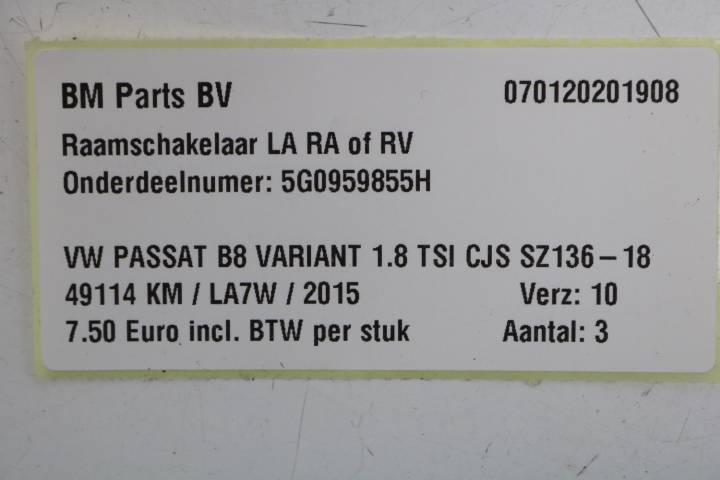 BM Parts BV 070120201908
Raamschakelaar LA RA of RV
Onderdeelnumer: 5G0959855H
VW PASSAT B8 VARIANT 1.8 TSI CJS SZ136-18
49114 KM / LA7W / 2015 Verz: 10
7.50 Euro incl. BTW per stuk Aantal: 3